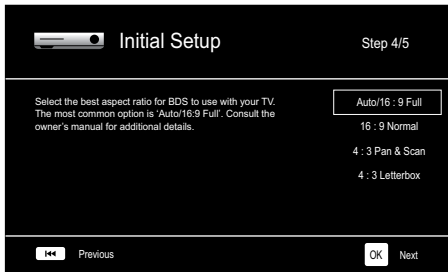 Initial Setup
Step 4/5
Select the best aspect ratio for BDS to use with your TV.
The most common option is 'Auto/16:9 Full'. Consult the
owner's manual for additional details.
Auto/16 : 9 Full
16 : 9 Normal
4 : 3 Pan & Scan
4 : 3 Letterbox
Previous
OK Next